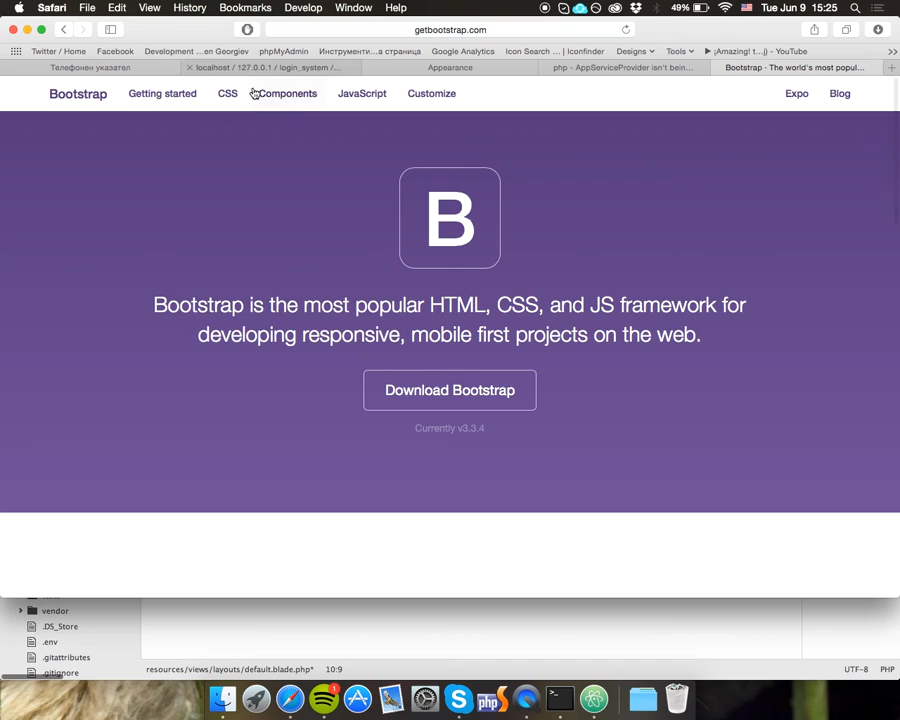 Safari File Edit View History Bookmarks Develop Window Help 49% Tue Jun 9 15:25
getbootstrap.com
Twitter / Home Facebook Development ...en Georgiev phpMyAdmin Инструменти...а страница Google Analytics Icon Search ... | Iconfinder Designs Tools ► ¡Amazing! t...j) - YouTube >>
Телефонен указател × localhost / 127.0.0.1 / login_system /... Appearance php - AppServiceProvider isn't bein... Bootstrap · The world's most popul... +
Bootstrap Getting started CSS Components JavaScript Customize Expo Blog
B
Bootstrap is the most popular HTML, CSS, and JS framework for
developing responsive, mobile first projects on the web.
Download Bootstrap
Currently v3.3.4
vendor
.DS_Store
.env
.gitattributes
.gitignore
resources/views/layouts/default.blade.php* 10:9 UTF-8 PHP
1
php